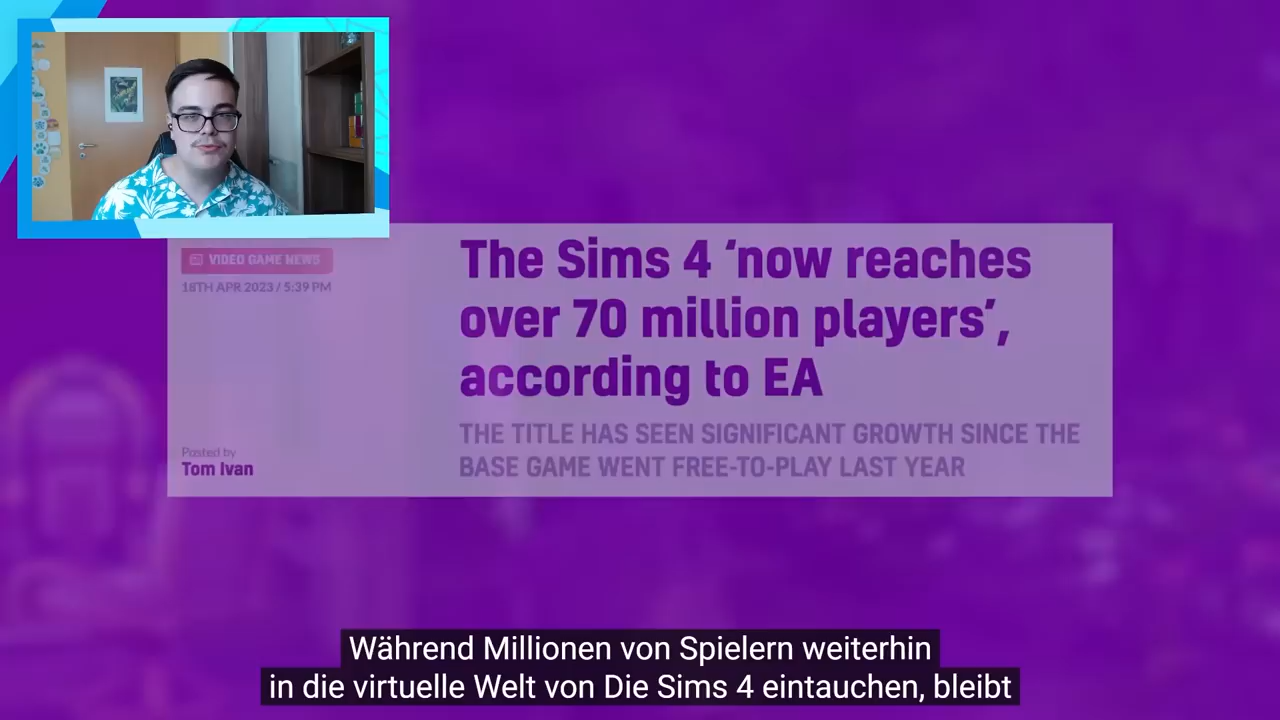 VIDEO GAME NEWS
18TH APR 2023 / 5:39 PM
The Sims 4 ‘now reaches
over 70 million players’,
according to EA
THE TITLE HAS SEEN SIGNIFICANT GROWTH SINCE THE
BASE GAME WENT FREE-TO-PLAY LAST YEAR
Posted by
Tom Ivan
Während Millionen von Spielern weiterhin
in die virtuelle Welt von Die Sims 4 eintauchen, bleibt